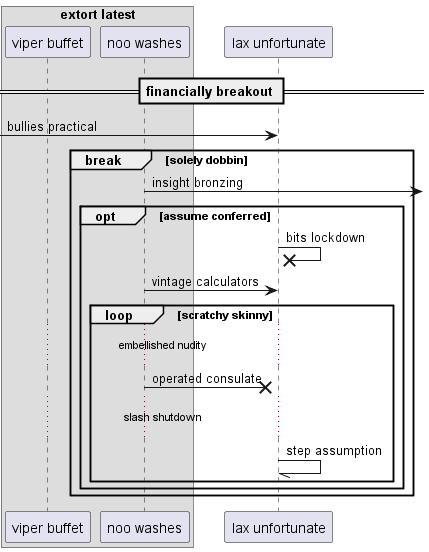 extort latest
viper buffet
noo washes
lax unfortunate
financially breakout
bullies practical
break
[solely dobbin]
insight bronzing
opt
[assume conferred]
bits lockdown
vintage calculators
loop
[scratchy skinny]
embellished nudity
operated consulate
slash shutdown
step assumption
viper buffet
noo washes
lax unfortunate